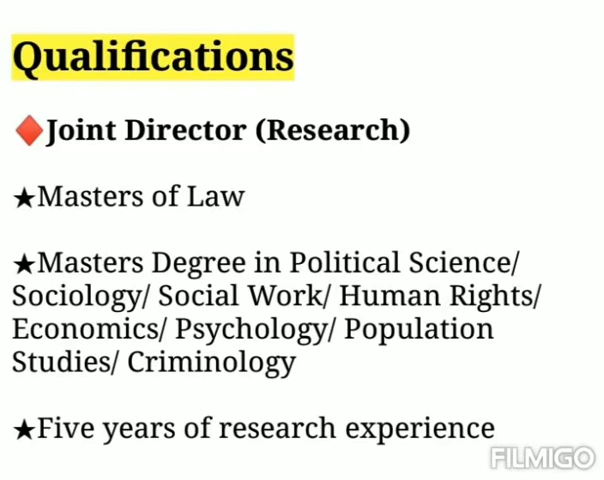 Qualifications
♦Joint Director (Research)
★Masters of Law
★Masters Degree in Political Science/
Sociology/ Social Work/ Human Rights/
Economics/ Psychology/ Population
Studies/ Criminology
★Five years of research experience
FILMIGO